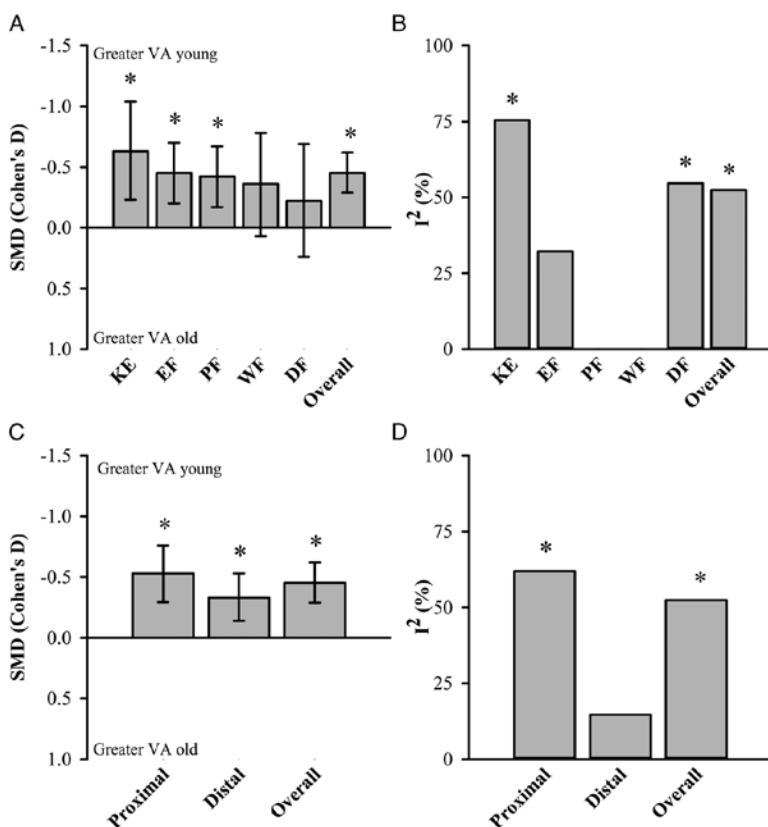 A
SMD (Cohen's D)
-1.5
-1.0
-0.5
0.0
0.5
1.0
Greater VA young
* * * *
Greater VA old
KE EF PF WF DF Overall
B
I² (%)
100
75
50
25
0
* * *
KE EF PF WF DF Overall
C
SMD (Cohen's D)
-1.5
-1.0
-0.5
0.0
0.5
1.0
Greater VA young
* * *
Greater VA old
Proximal Distal Overall
D
I² (%)
100
75
50
25
0
* *
Proximal Distal Overall